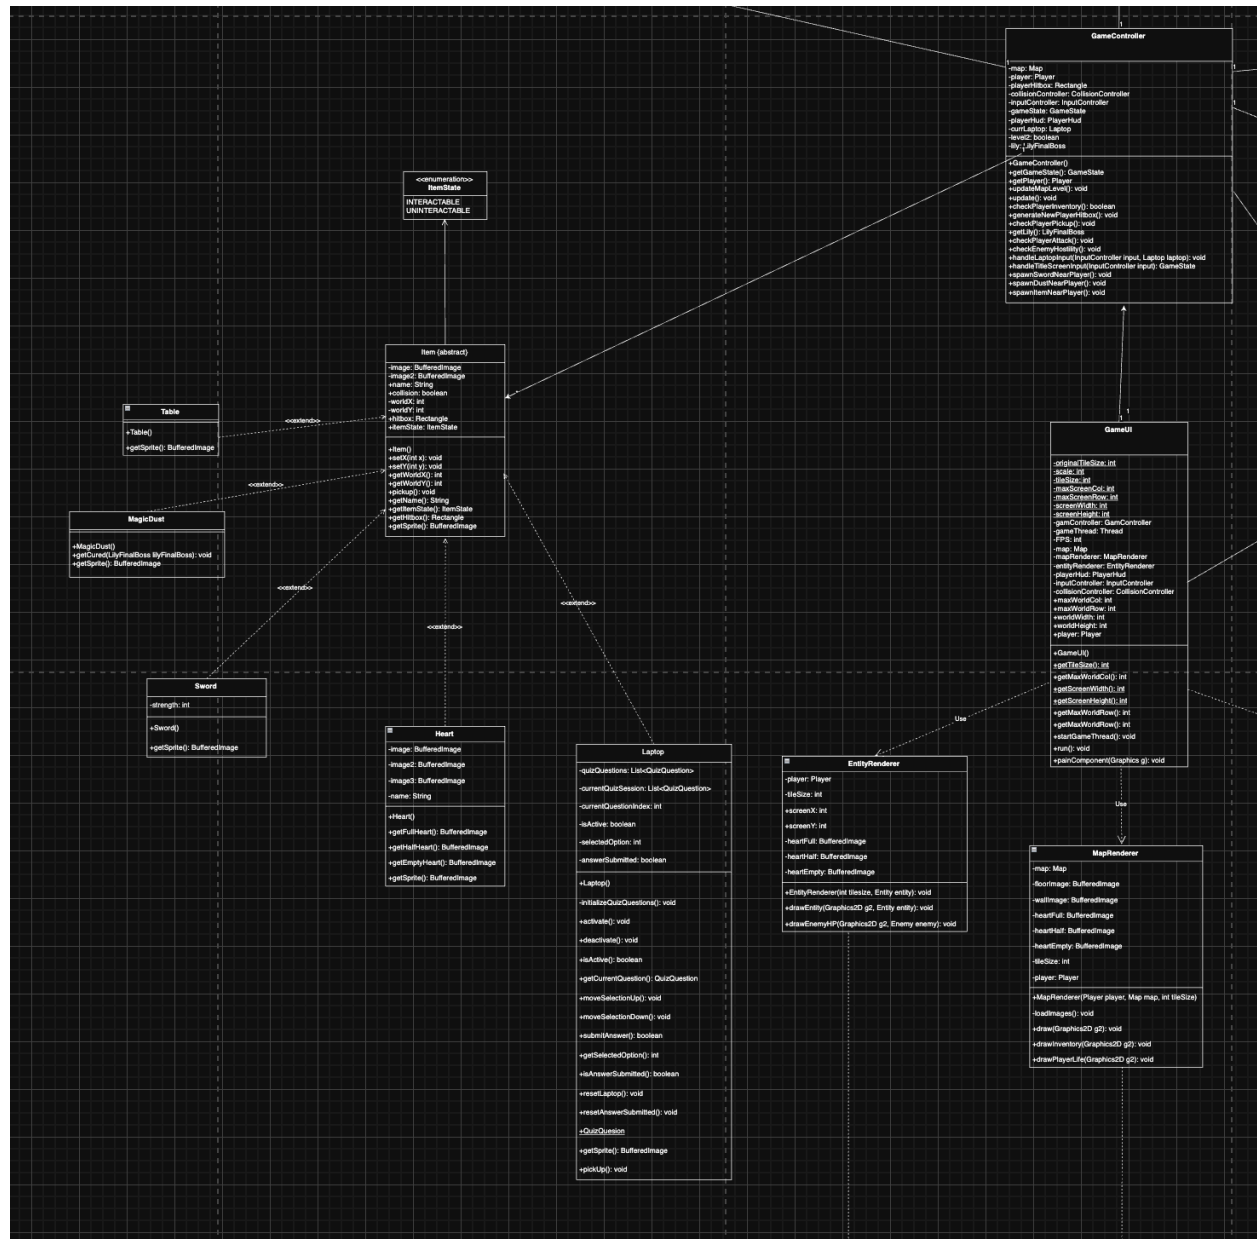 GameController
-map: Map
-player: Player
-playerHitbox: Rectangle
-collisionController: CollisionController
-inputController: InputController
-gameState: GameState
-playerHud: PlayerHud
-currLaptop: Laptop
-level2: boolean
-lily: LilyFinalBoss
+GameController()
+getGameState(): GameState
+getPlayer(): Player
+updateMapLevel(): void
+update(): void
+checkPlayerInventory(): boolean
+generateNewPlayerHitbox(): void
+checkPlayerPickup(): void
+getLily(): LilyFinalBoss
+checkPlayerAttack(): void
+checkEnemyHostility(): void
+handleLaptopInput(InputController input, Laptop laptop): void
+handleTitleScreenInput(InputController input): GameState
+spawnSwordNearPlayer(): void
+spawnDustNearPlayer(): void
+spawnItemNearPlayer(): void
1
1
1
1
1
*
1
1
<<enumeration>>
ItemState
INTERACTABLE
UNINTERACTABLE
Item {abstract}
-image: BufferedImage
-image2: BufferedImage
+name: String
+collision: boolean
-worldX: int
-worldY: int
+hitbox: Rectangle
+itemState: ItemState
+Item()
+setX(int x): void
+setY(int y): void
+getWorldX(): int
+getWorldY(): int
+pickup(): void
+getName(): String
+getItemState(): ItemState
+getHitbox(): Rectangle
+getSprite(): BufferedImage
Table
+Table()
+getSprite(): BufferedImage
<<extend>>
MagicDust
+MagicDust()
+getCured(LilyFinalBoss lilyFinalBoss): void
+getSprite(): BufferedImage
<<extend>>
Sword
-strength: int
+Sword()
+getSprite(): BufferedImage
<<extend>>
Heart
-image: BufferedImage
-image2: BufferedImage
-image3: BufferedImage
-name: String
+Heart()
+getFullHeart(): BufferedImage
+getHalfHeart(): BufferedImage
+getEmptyHeart(): BufferedImage
+getSprite(): BufferedImage
<<extend>>
Laptop
-quizQuestions: List<QuizQuestion>
-currentQuizSession: List<QuizQuestion>
-currentQuestionIndex: int
-isActive: boolean
-selectedOption: int
-answerSubmitted: boolean
+Laptop()
-initializeQuizQuestions(): void
+activate(): void
+deactivate(): void
+isActive(): boolean
+getCurrentQuestion(): QuizQuestion
+moveSelectionUp(): void
+moveSelectionDown(): void
+submitAnswer(): boolean
+getSelectedOption(): int
+isAnswerSubmitted(): boolean
+resetLaptop(): void
+resetAnswerSubmitted(): void
+QuizQuesion
+getSprite(): BufferedImage
+pickUp(): void
<<extend>>
GameUI
-originalTileSize: int
-scale: int
-tileSize: int
-maxScreenCol: int
-maxScreenRow: int
-screenWidth: int
-screenHeight: int
-gamController: GamController
-gameThread: Thread
-FPS: int
-map: Map
-mapRenderer: MapRenderer
-entityRenderer: EntityRenderer
-playerHud: PlayerHud
-inputController: InputController
-collisionController: CollisionController
+maxWorldCol: int
+maxWorldRow: int
+worldWidth: int
+worldHeight: int
+player: Player
+GameUI()
+getTileSize(): int
+getMaxWorldCol(): int
+getScreenWidth(): int
+getScreenHeight(): int
+getMaxWorldRow(): int
+getMaxWorldRow(): int
+startGameThread(): void
+run(): void
+painComponent(Graphics g): void
Use
Use
EntityRenderer
-player: Player
-tileSize: int
+screenX: int
+screenY: int
-heartFull: BufferedImage
-heartHalf: BufferedImage
-heartEmpty: BufferedImage
+EntityRenderer(int tilesize, Entity entity): void
+drawEntity(Graphics2D g2, Entity entity): void
+drawEnemyHP(Graphics2D g2, Enemy enemy): void
MapRenderer
-map: Map
-floorImage: BufferedImage
-wallImage: BufferedImage
-heartFull: BufferedImage
-heartHalf: BufferedImage
-heartEmpty: BufferedImage
-tileSize: int
-player: Player
+MapRenderer(Player player, Map map, int tileSize)
-loadImages(): void
+draw(Graphics2D g2): void
+drawInventory(Graphics2D g2): void
+drawPlayerLife(Graphics2D g2): void